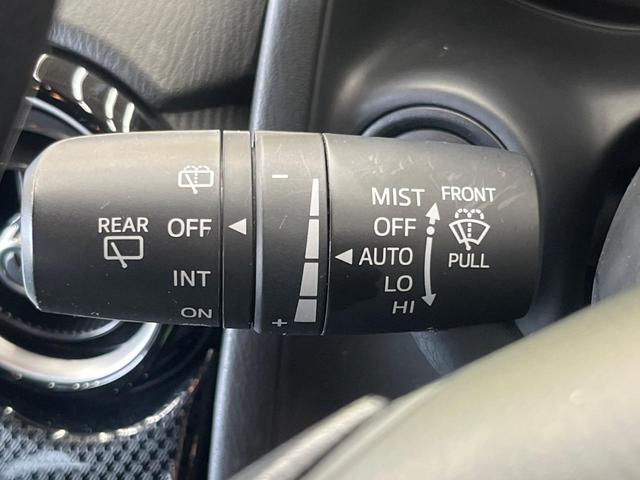 REAR
OFF
INT
ON
−
+
MIST
OFF
AUTO
LO
HI
FRONT
PULL